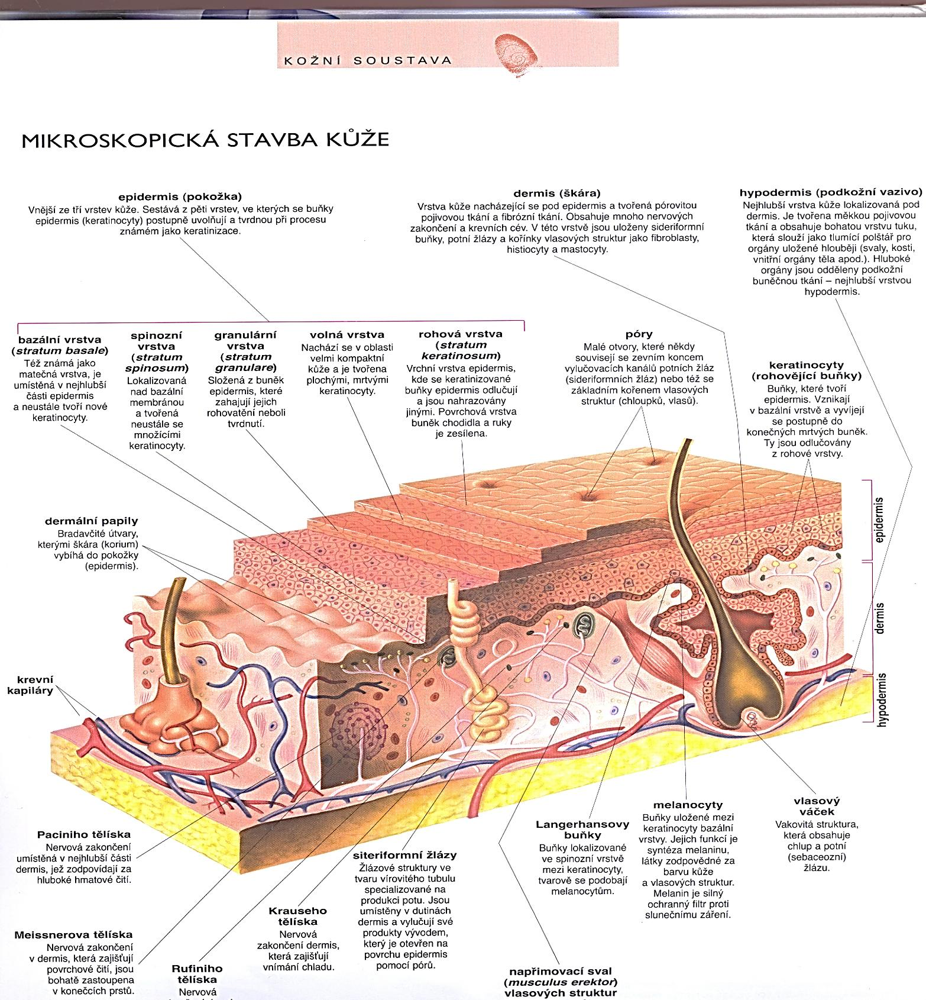 KOŽNÍ SOUSTAVA
MIKROSKOPICKÁ STAVBA KŮŽE
epidermis (pokožka)
Vnější ze tří vrstev kůže. Sestává z pěti vrstev, ve kterých se buňky
epidermis (keratinocyty) postupně uvolňují a tvrdnou při procesu
známém jako keratinizace.
dermis (škára)
Vrstva kůže nacházející se pod epidermis a tvořená pórovitou
pojivovou tkání a fibrózní tkání. Obsahuje mnoho nervových
zakončení a krevních cév. V této vrstvě jsou uloženy sideriformní
buňky, potní žlázy a kořínky vlasových struktur jako fibroblasty,
histiocyty a mastocyty.
hypodermis (podkožní vazivo)
Nejhlubší vrstva kůže lokalizovaná pod
dermis. Je tvořena měkkou pojivovou
tkání a obsahuje bohatou vrstvu tuku,
která slouží jako tlumící polštář pro
orgány uložené hlouběji (svaly, kosti,
vnitřní orgány těla apod.). Hluboké
orgány jsou odděleny podkožní
buněčnou tkání – nejhlubší vrstvou
hypodermis.
bazální vrstva
(stratum basale)
Též známá jako
matečná vrstva, je
umístěná v nejhlubší
části epidermis
a neustále tvoří nové
keratinocyty.
spinozní
vrstva
(stratum
spinosum)
Lokalizovaná
nad bazální
membránou
a tvořená
neustále se
množícími
keratinocyty.
granulární
vrstva
(stratum
granulare)
Složená z buněk
epidermis, které
zahajují jejich
rohovatění neboli
tvrdnutí.
volná vrstva
Nachází se v oblasti
velmi kompaktní
kůže a je tvořena
plochými, mrtvými
keratinocyty.
rohová vrstva
(stratum
keratinosum)
Vrchní vrstva epidermis,
kde se keratinizované
buňky epidermis odlučují
a jsou nahrazovány
jinými. Povrchová vrstva
buněk chodidla a ruky
je zesílena.
póry
Malé otvory, které někdy
souvisejí se zevním koncem
vylučovacích kanálů potních žláz
(sideriformních žláz) nebo též se
základním kořenem vlasových
struktur (chloupků, vlasů).
keratinocyty
(rohovějící buňky)
Buňky, které tvoří
epidermis. Vznikají
v bazální vrstvě a vyvíjejí
se postupně do
konečných mrtvých buněk.
Ty jsou odlučovány
z rohové vrstvy.
dermální papily
Bradavčité útvary,
kterými škára (korium)
vybíhá do pokožky
(epidermis).
epidermis
dermis
hypodermis
krevní
kapiláry
Paciniho tělíska
Nervová zakončení
umístěná v nejhlubší části
dermis, jež zodpovídají za
hluboké hmatové čití.
Meissnerova tělíska
Nervová zakončení
v dermis, která zajišťují
povrchové čití, jsou
bohatě zastoupena
v konečcích prstů.
Rufiniho
tělíska
Nervová
Krauseho
tělíska
Nervová
zakončení dermis,
která zajišťují
vnímání chladu.
siteriformní žlázy
Žlázové struktury ve
tvaru vírovitého tubulu
specializované na
produkci potu. Jsou
umístěny v dutinách
dermis a vylučují své
produkty vývodem,
který je otevřen na
povrchu epidermis
pomocí pórů.
napřimovací sval
(musculus erektor)
vlasových struktur
Langerhansovy
buňky
Buňky lokalizované
ve spinozní vrstvě
mezi keratinocyty,
tvarově se podobají
melanocytům.
melanocyty
Buňky uložené mezi
keratinocyty bazální
vrstvy. Jejich funkcí je
syntéza melaninu,
látky zodpovědné za
barvu kůže
a vlasových struktur.
Melanin je silný
ochranný filtr proti
slunečnímu záření.
vlasový
váček
Vakovitá struktura,
která obsahuje
chlup a potní
(sebaceozní)
žlázu.